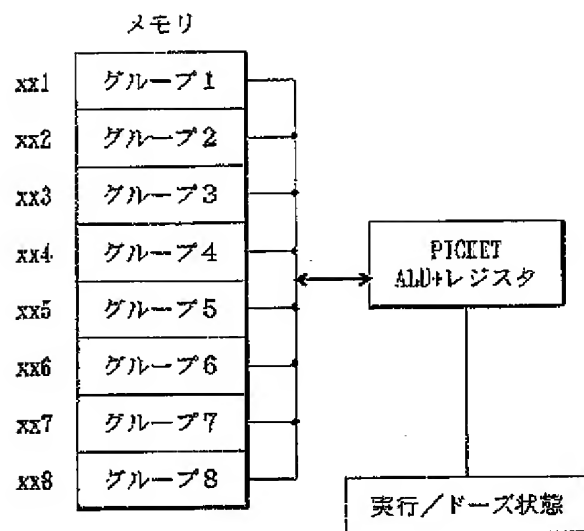 メモリ
xx1 グループ1
xx2 グループ2
xx3 グループ3
xx4 グループ4
xx5 グループ5
xx6 グループ6
xx7 グループ7
xx8 グループ8
PICKET
ALU+レジスタ
実行/ドーズ状態